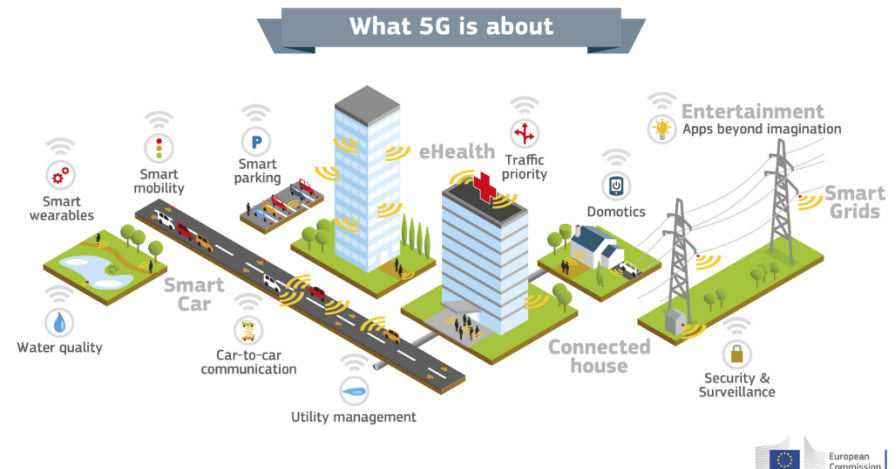 What 5G is about
Entertainment
Apps beyond imagination
Smart
mobility
P
Smart
parking
eHealth
Traffic
priority
Smart
wearables
Domotics
Smart
Grids
Smart
Car
Water quality
Car-to-car
communication
Connected
house
Security &
Surveillance
Utility management
European
Commission